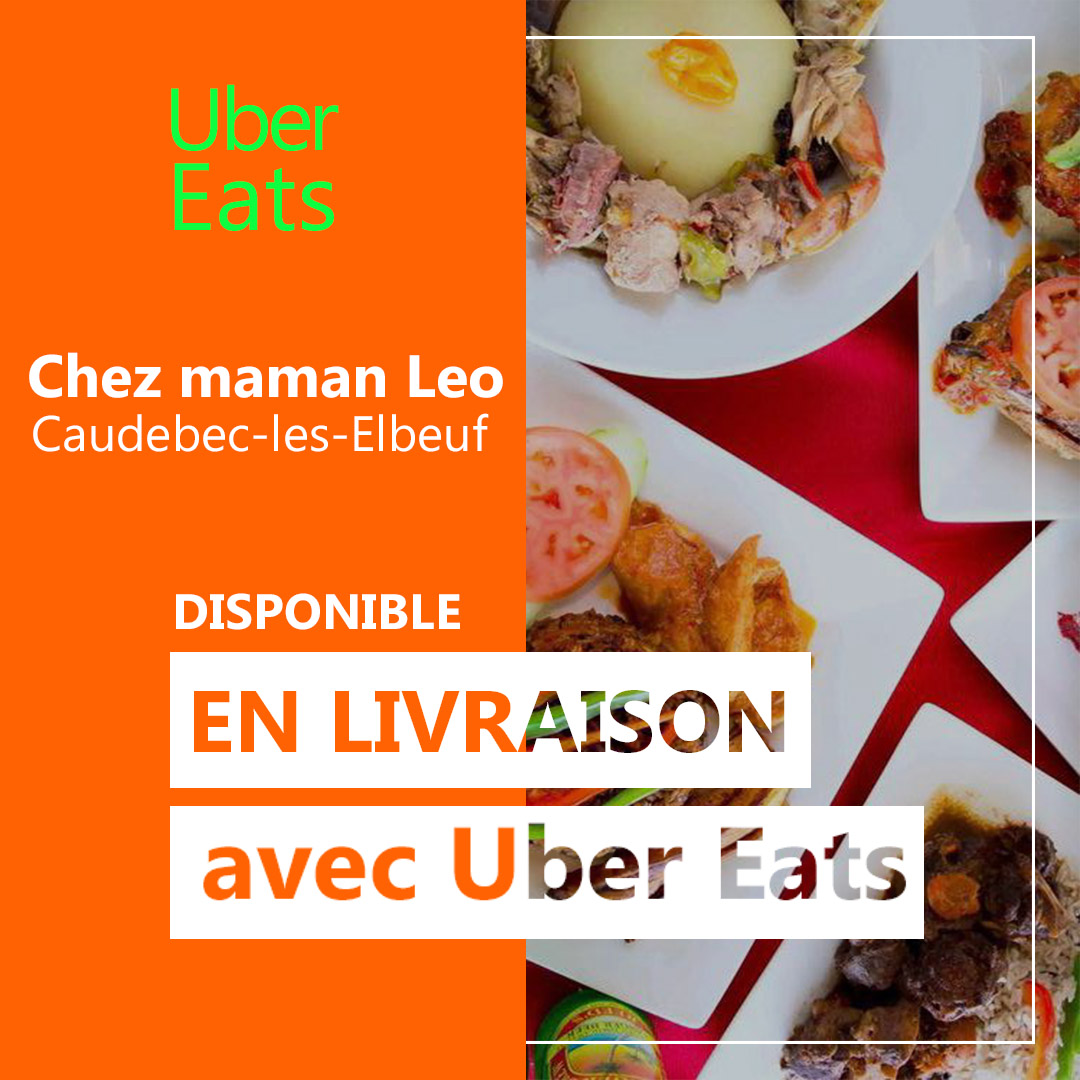 Uber
Eats
Chez maman Leo
Caudebec-les-Elbeuf
DISPONIBLE
EN LIVRAISON
avec Uber Eats